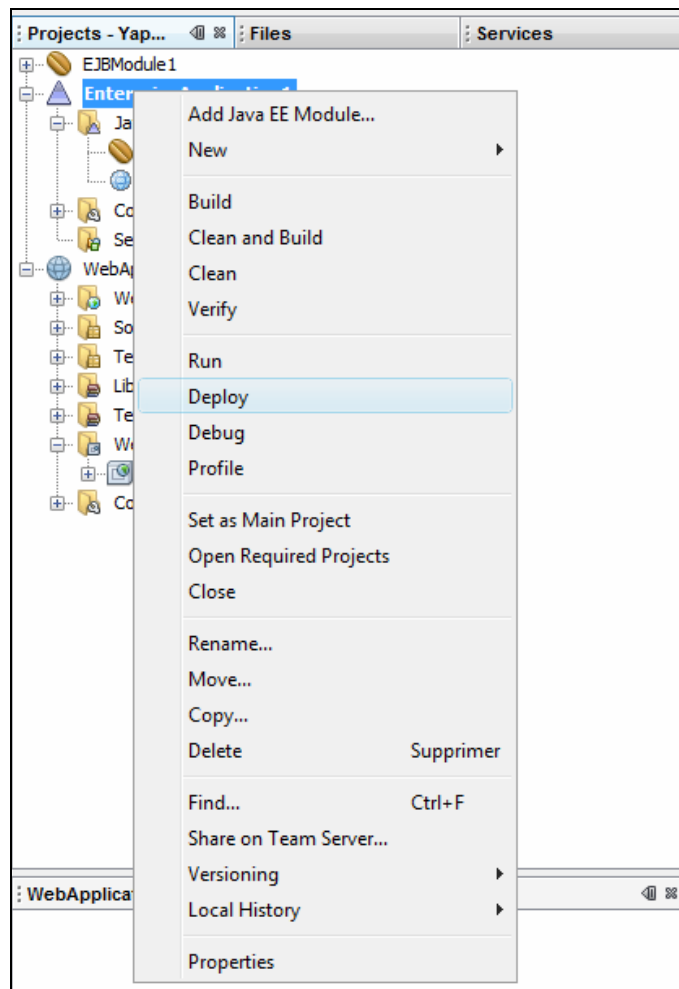 Projects - Yap... Files Services
EJBModule1
Add Java EE Module...
New
Build
Clean and Build
Clean
Verify
Run
Deploy
Debug
Profile
Set as Main Project
Open Required Projects
Close
Rename...
Move...
Copy...
Delete Supprimer
Find... Ctrl+F
Share on Team Server...
Versioning
Local History
Properties